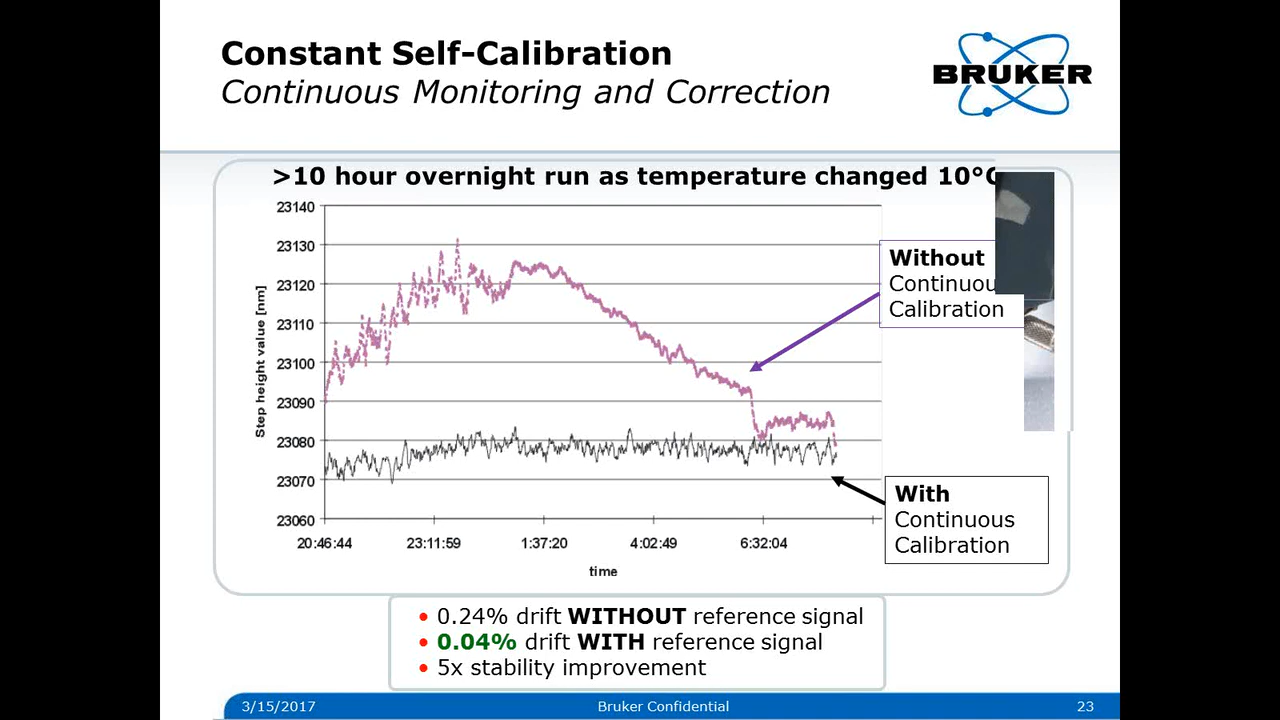 Constant Self-Calibration
Continuous Monitoring and Correction
BRUKER
>10 hour overnight run as temperature changed 10°C
23140
23130
23120
23110
23100
23090
23080
23070
23060
Step height value [nm]
20:46:44 23:11:59 1:37:20 4:02:49 6:32:04
time
Without
Continuou
Calibration
With
Continuous
Calibration
• 0.24% drift WITHOUT reference signal
• 0.04% drift WITH reference signal
• 5x stability improvement
3/15/2017 Bruker Confidential 23